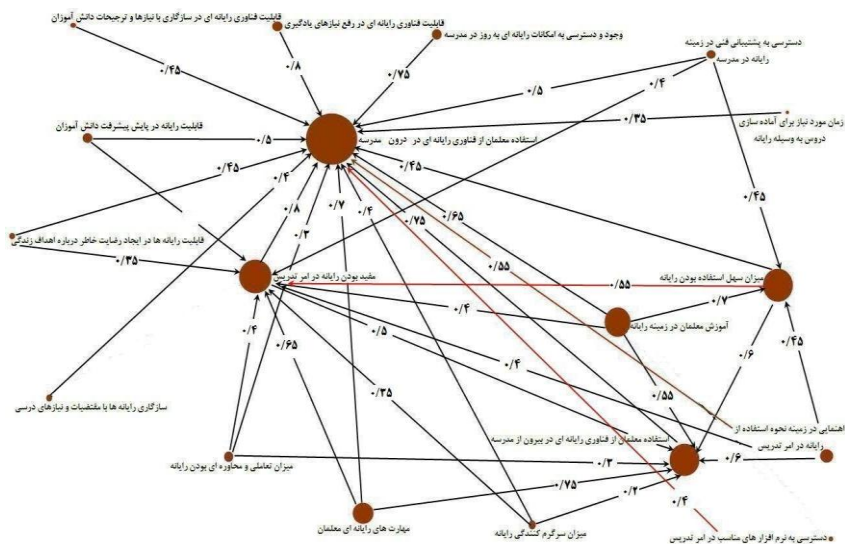 قابلیت فناوری رایانه ای در سازگاری با نیازها و ترجیحات دانش آموزان
قابلیت فناوری رایانه ای در رفع نیازهای یادگیری
وجود و دسترسی به امکانات رایانه ای به روز در مدرسه
دسترسی به پشتیبانی فنی در زمینه
رایانه در مدرسه
۰/۴۵
۰/۸
۰/۷۵
۰/۵
۰/۴
زمان مورد نیاز برای آماده سازی
دروس به وسیله رایانه
۰/۳۵
قابلیت رایانه در پایش پیشرفت دانش آموزان
۰/۵
استفاده معلمان از فناوری رایانه ای در درون مدرسه
۰/۴۵
۰/۴
۰/۴۵
۰/۴۵
۰/۸
۰/۲
۰/۷
۰/۴
۰/۷۵
۰/۶۵
قابلیت رایانه ها در ایجاد رضایت خاطر درباره اهداف زندگی
۰/۳۵
۰/۵۵
مفید بودن رایانه در امر تدریس
۰/۵۵
میزان سهل استفاده بودن رایانه
۰/۴
۰/۷
آموزش معلمان در زمینه رایانه
۰/۴
۰/۶۵
۰/۵
۰/۴
۰/۶
۰/۴۵
۰/۳۵
۰/۵۵
سازگاری رایانه ها با مقتضیات و نیازهای درسی
اهنمایی در زمینه نحوه استفاده از
رایانه در امر تدریس
استفاده معلمان از فناوری رایانه ای در بیرون از مدرسه
میزان تعاملی و محاوره ای بودن رایانه
۰/۳
۰/۶
۰/۷۵
۰/۲
۰/۴
مهارت های رایانه ای معلمان
میزان سرگرم کنندگی رایانه
دسترسی به نرم افزار های مناسب در امر تدریس